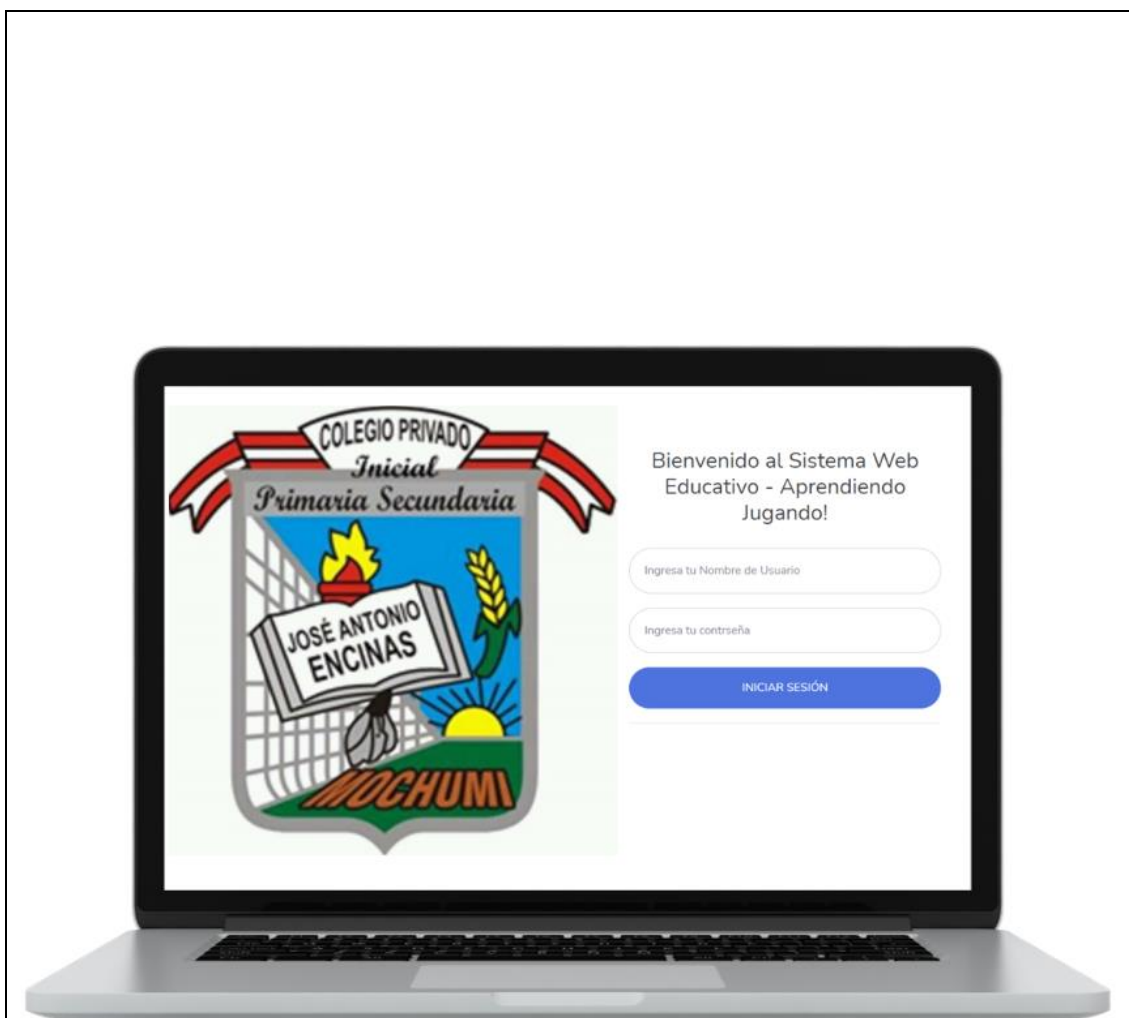 COLEGIO PRIVADO
Inicial
Primaria Secundaria
JOSÉ ANTONIO
ENCINAS
MOCHUMI
Bienvenido al Sistema Web
Educativo - Aprendiendo
Jugando!
Ingresa tu Nombre de Usuario
Ingresa tu contrseña
INICIAR SESIÓN